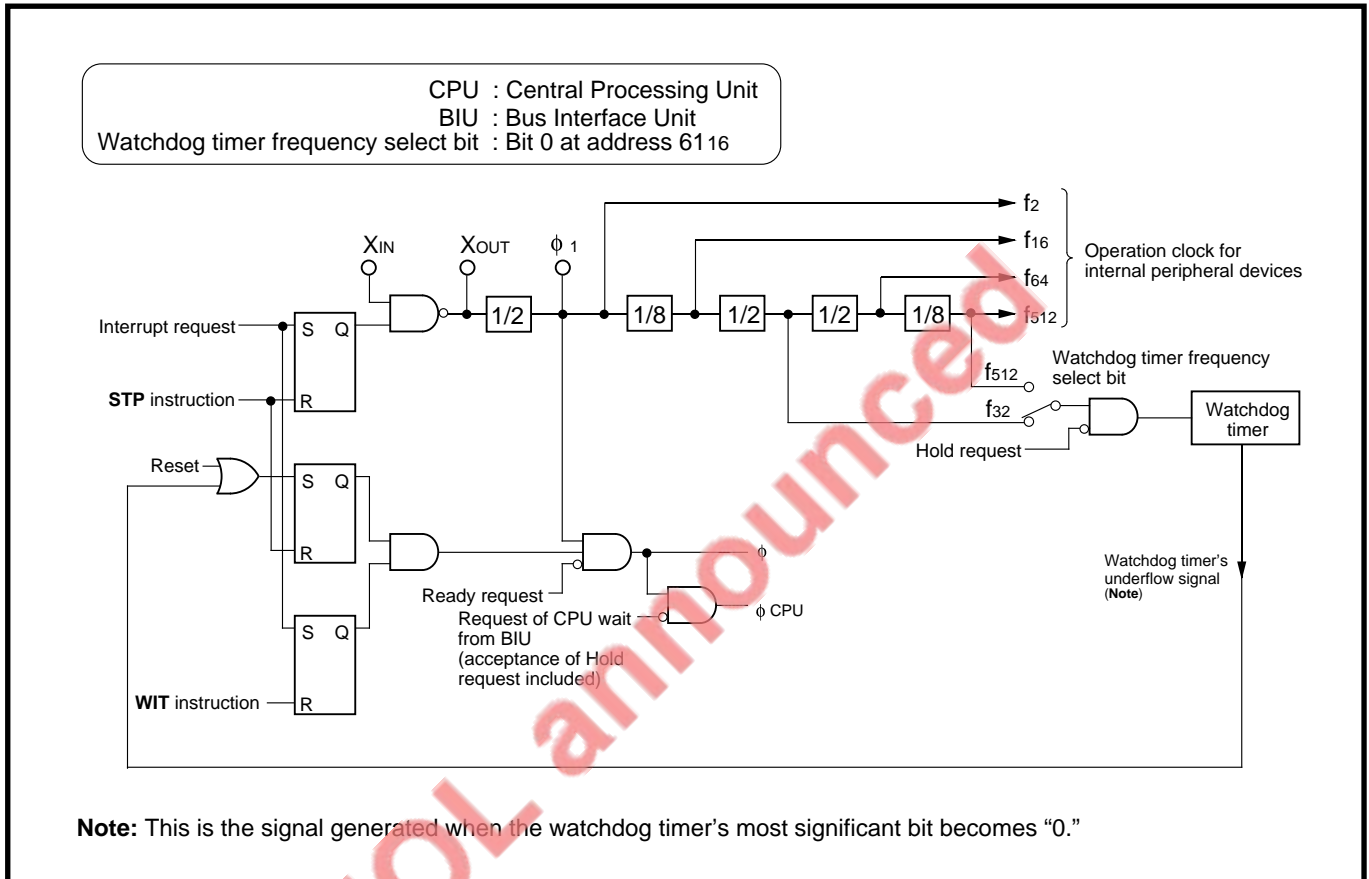 CPU : Central Processing Unit
BIU : Bus Interface Unit
Watchdog timer frequency select bit : Bit 0 at address 6116
f2
f16
f64
f512
Operation clock for
internal peripheral devices
XIN
XOUT
ϕ 1
1/2
1/8
1/2
1/2
1/8
Interrupt request
S Q
R
STP instruction
f512
f32
Watchdog timer frequency
select bit
Hold request
Watchdog
timer
Reset
S Q
R
Ready request
ϕ
Request of CPU wait
from BIU
(acceptance of Hold
request included)
ϕ CPU
Watchdog timer's
underflow signal
(Note)
S Q
R
WIT instruction
Note: This is the signal generated when the watchdog timer's most significant bit becomes “0.”
OL announced